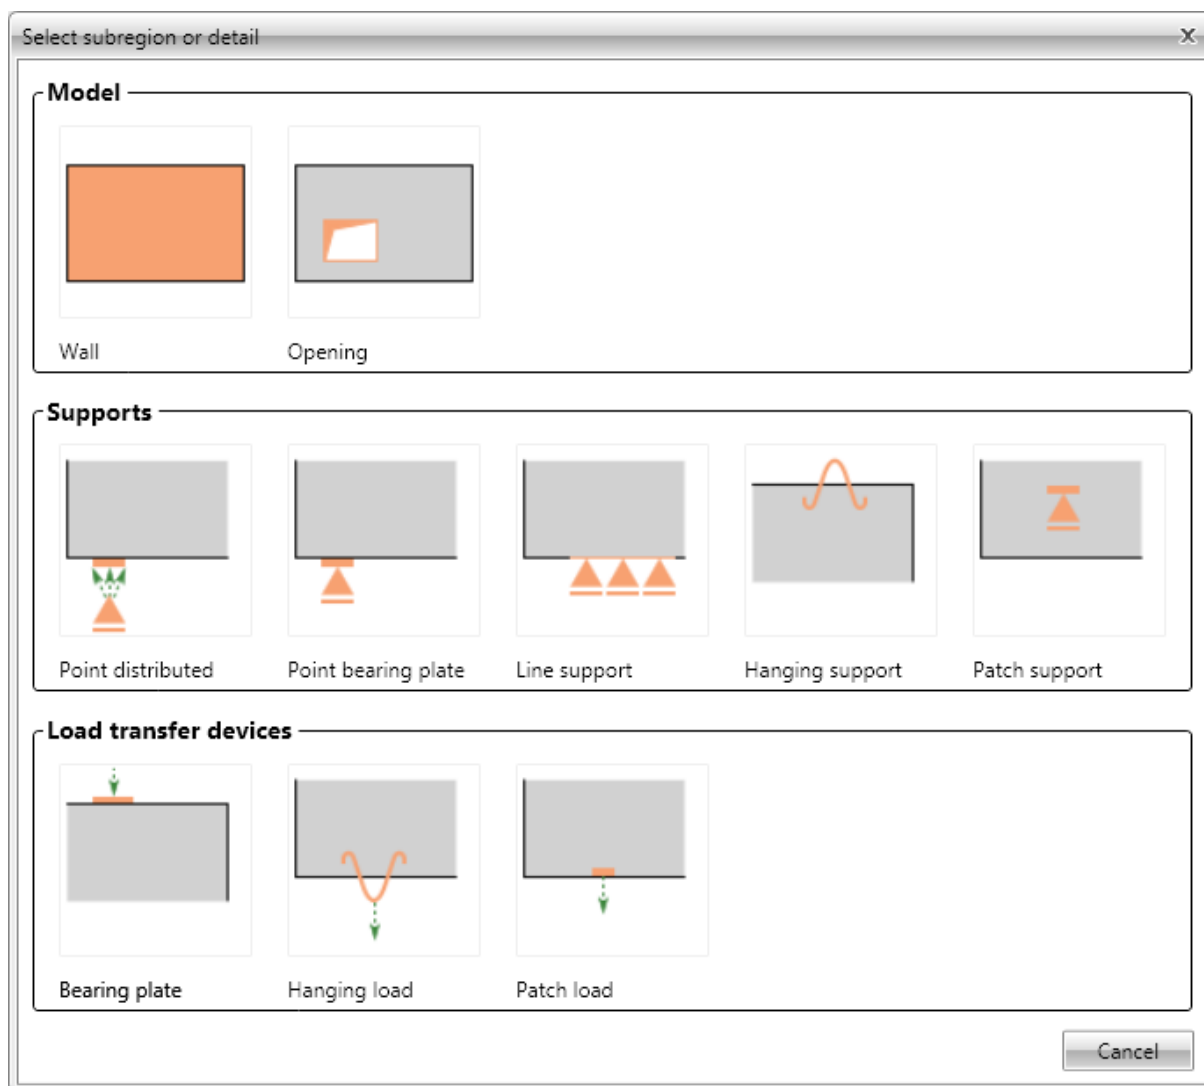 Select subregion or detail
x
Model
Wall
Opening
Supports
Point distributed
Point bearing plate
Line support
Hanging support
Patch support
Load transfer devices
Bearing plate
Hanging load
Patch load
Cancel